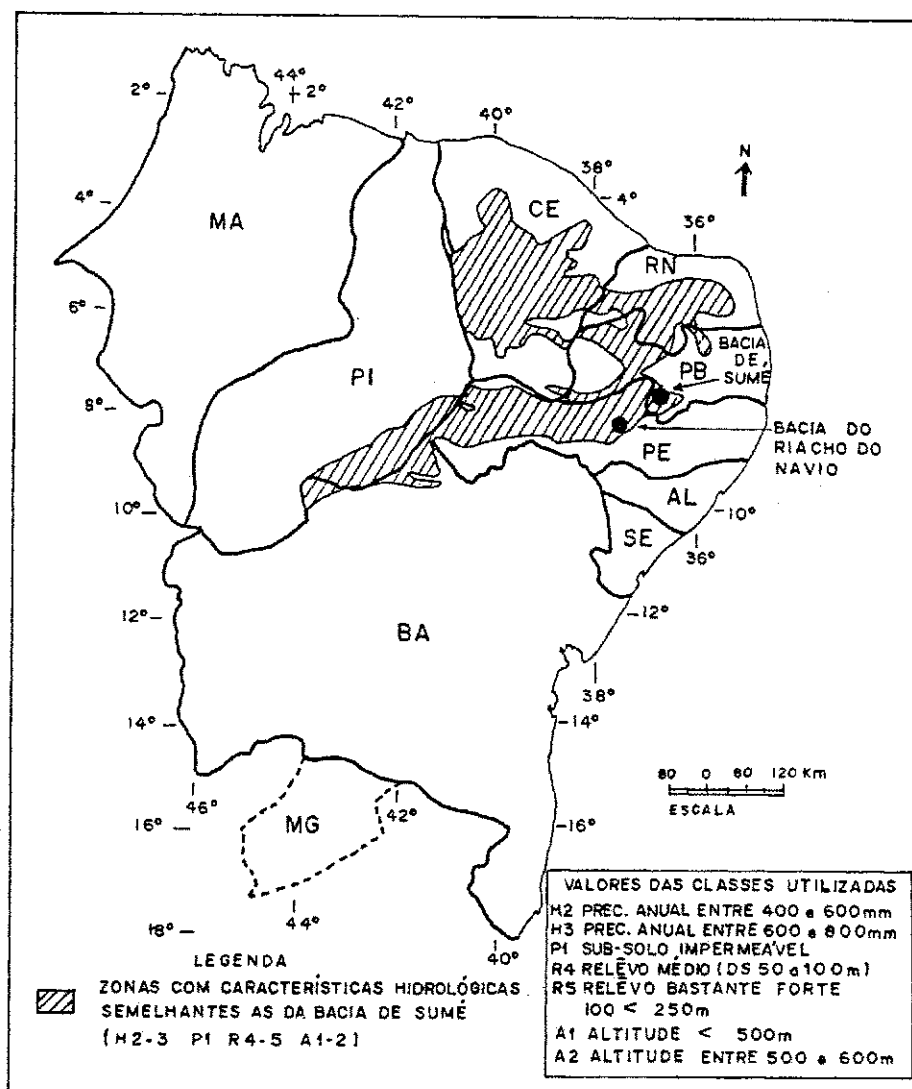 44°
2°- -2°
42° 40°
38° N
4°- -4°
MA CE 36°
RN
6°-
BACIA
DE
SUMÉ
PI PB
8°-
BACIA DO
RIACHO DO
NAVIO
PE
AL
10°- -10°
SE 36°
12°- -12°
BA
38°
14°- -14°
80 0 80 120 Km
ESCALA
46° 42°
16°- MG -16°
44°
18°- 40°
VALORES DAS CLASSES UTILIZADAS
H2 PREC. ANUAL ENTRE 400 e 600mm
H3 PREC. ANUAL ENTRE 600 e 800mm
P1 SUB-SOLO IMPERMEÁVEL
R4 RELÊVO MÉDIO (DS 50 a 100m)
R5 RELÊVO BASTANTE FORTE
100 < 250m
A1 ALTITUDE < 500m
A2 ALTITUDE ENTRE 500 e 600m
LEGENDA
ZONAS COM CARACTERÍSTICAS HIDROLÓGICAS
SEMELHANTES AS DA BACIA DE SUMÉ
(H2-3 P1 R4-5 A1-2)